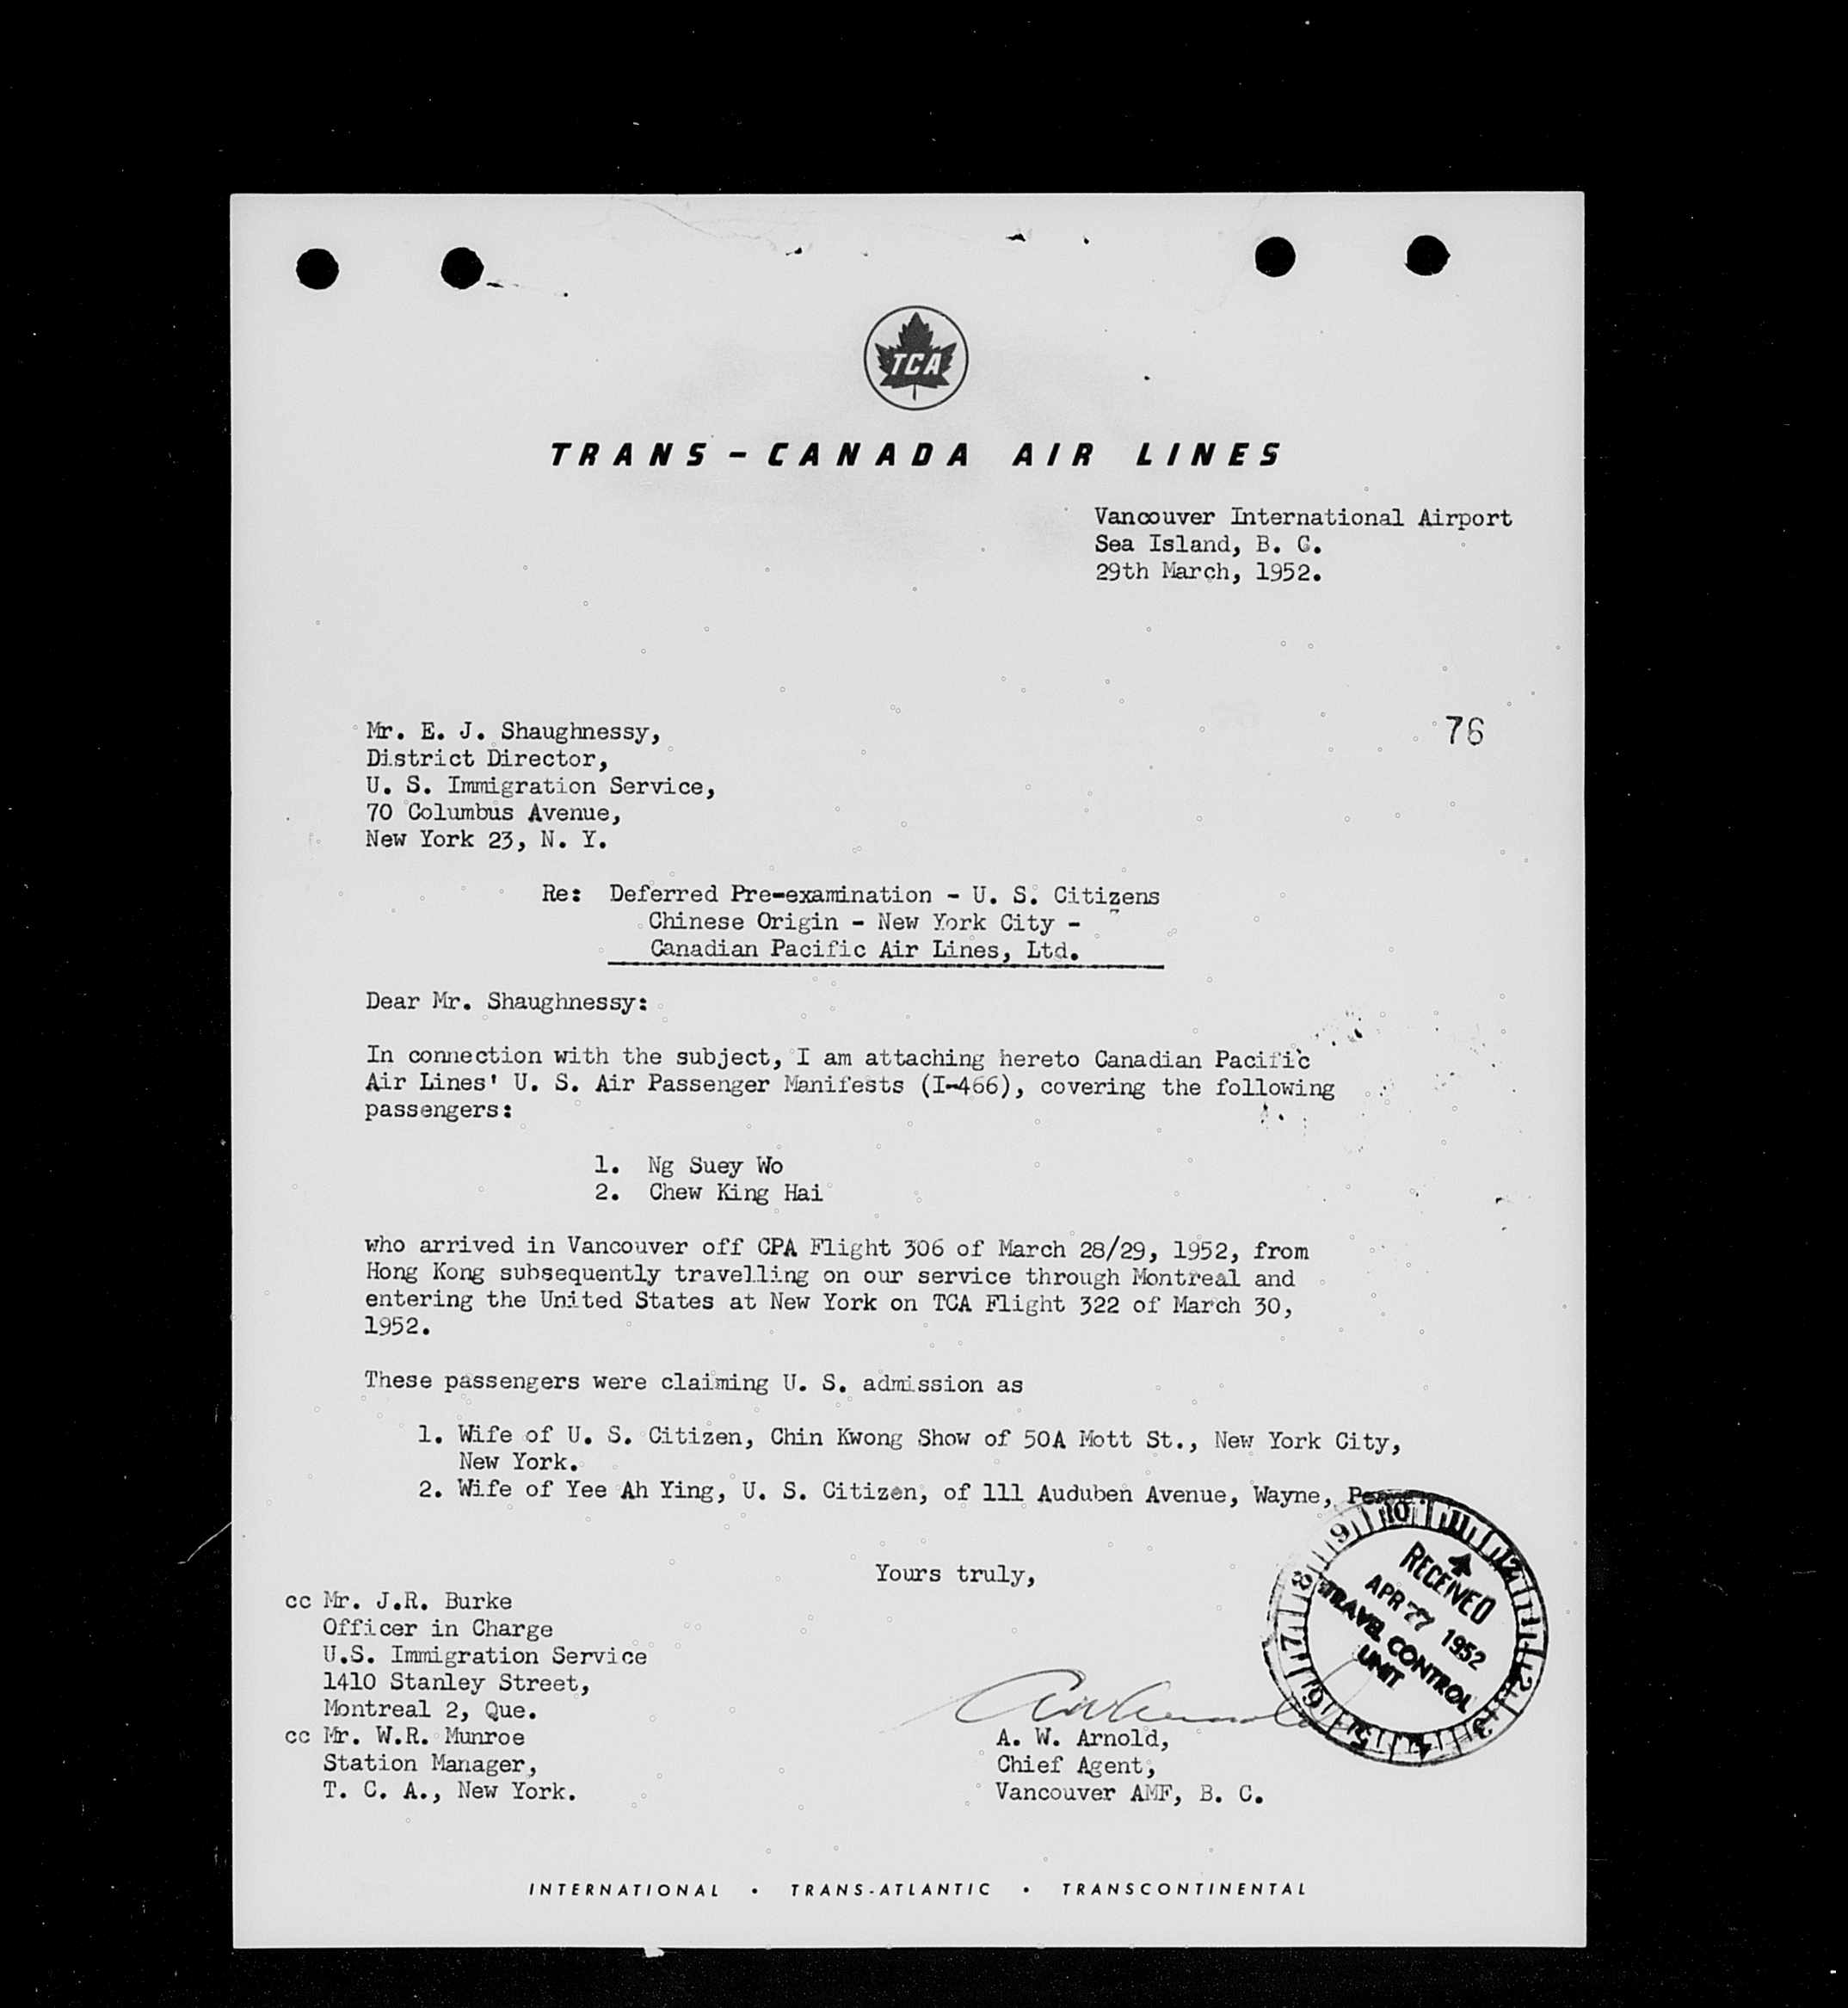 TCA
TRANS-CANADA AIR LINES
Vancouver International Airport
Sea Island, B. C.
29th March, 1952.
76
Mr. E. J. Shaughnessy,
District Director,
U. S. Immigration Service,
70 Columbus Avenue,
New York 23, N. Y.
Re: Deferred Pre-examination - U. S. Citizens
Chinese Origin - New York City -
Canadian Pacific Air Lines, Ltd.
Dear Mr. Shaughnessy:
In connection with the subject, I am attaching hereto Canadian Pacific
Air Lines' U. S. Air Passenger Manifests (I-466), covering the following
passengers:
1. Ng Suey Wo
2. Chew King Hai
who arrived in Vancouver off CPA Flight 306 of March 28/29, 1952, from
Hong Kong subsequently travelling on our service through Montreal and
entering the United States at New York on TCA Flight 322 of March 30,
1952.
These passengers were claiming U. S. admission as
1. Wife of U. S. Citizen, Chin Kwong Show of 50A Mott St., New York City,
New York.
2. Wife of Yee Ah Ying, U. S. Citizen, of 111 Auduben Avenue, Wayne,
Yours truly,
cc Mr. J.R. Burke
Officer in Charge
U.S. Immigration Service
1410 Stanley Street,
Montreal 2, Que.
cc Mr. W.R. Munroe
Station Manager,
T. C. A., New York.
A. W. Arnold,
Chief Agent,
Vancouver AMF, B. C.
RECEIVED
APR 1952
TRAVEL CONTROL
UNIT
INTERNATIONAL • TRANS-ATLANTIC • TRANSCONTINENTAL